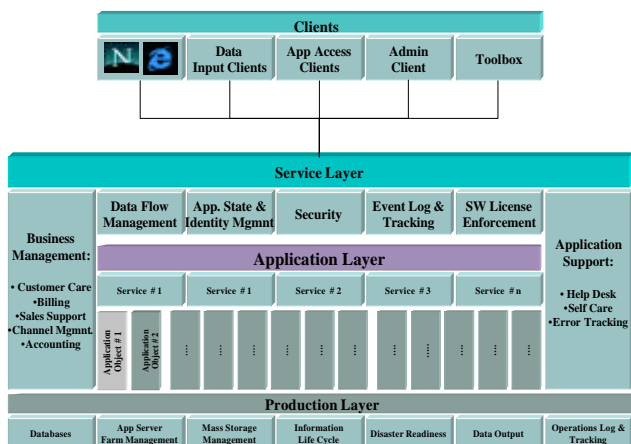 Clients
N
Data
Input Clients
App Access
Clients
Admin
Client
Toolbox
Service Layer
Business
Management:
• Customer Care
•Billing
•Sales Support
•Channel Mgmnt.
•Accounting
Data Flow
Management
App. State &
Identity Mgmnt
Security
Event Log &
Tracking
SW License
Enforcement
Application
Support:
• Help Desk
• Self Care
•Error Tracking
Application Layer
Service # 1
Service # 1
Service # 2
Service # 3
Service # n
Application
Object # 1
Application
Object # 2
....
....
....
....
....
....
....
.....
....
....
....
....
Production Layer
Databases
App Server
Farm Management
Mass Storage
Management
Information
Life Cycle
Disaster Readiness
Data Output
Operations Log &
Tracking